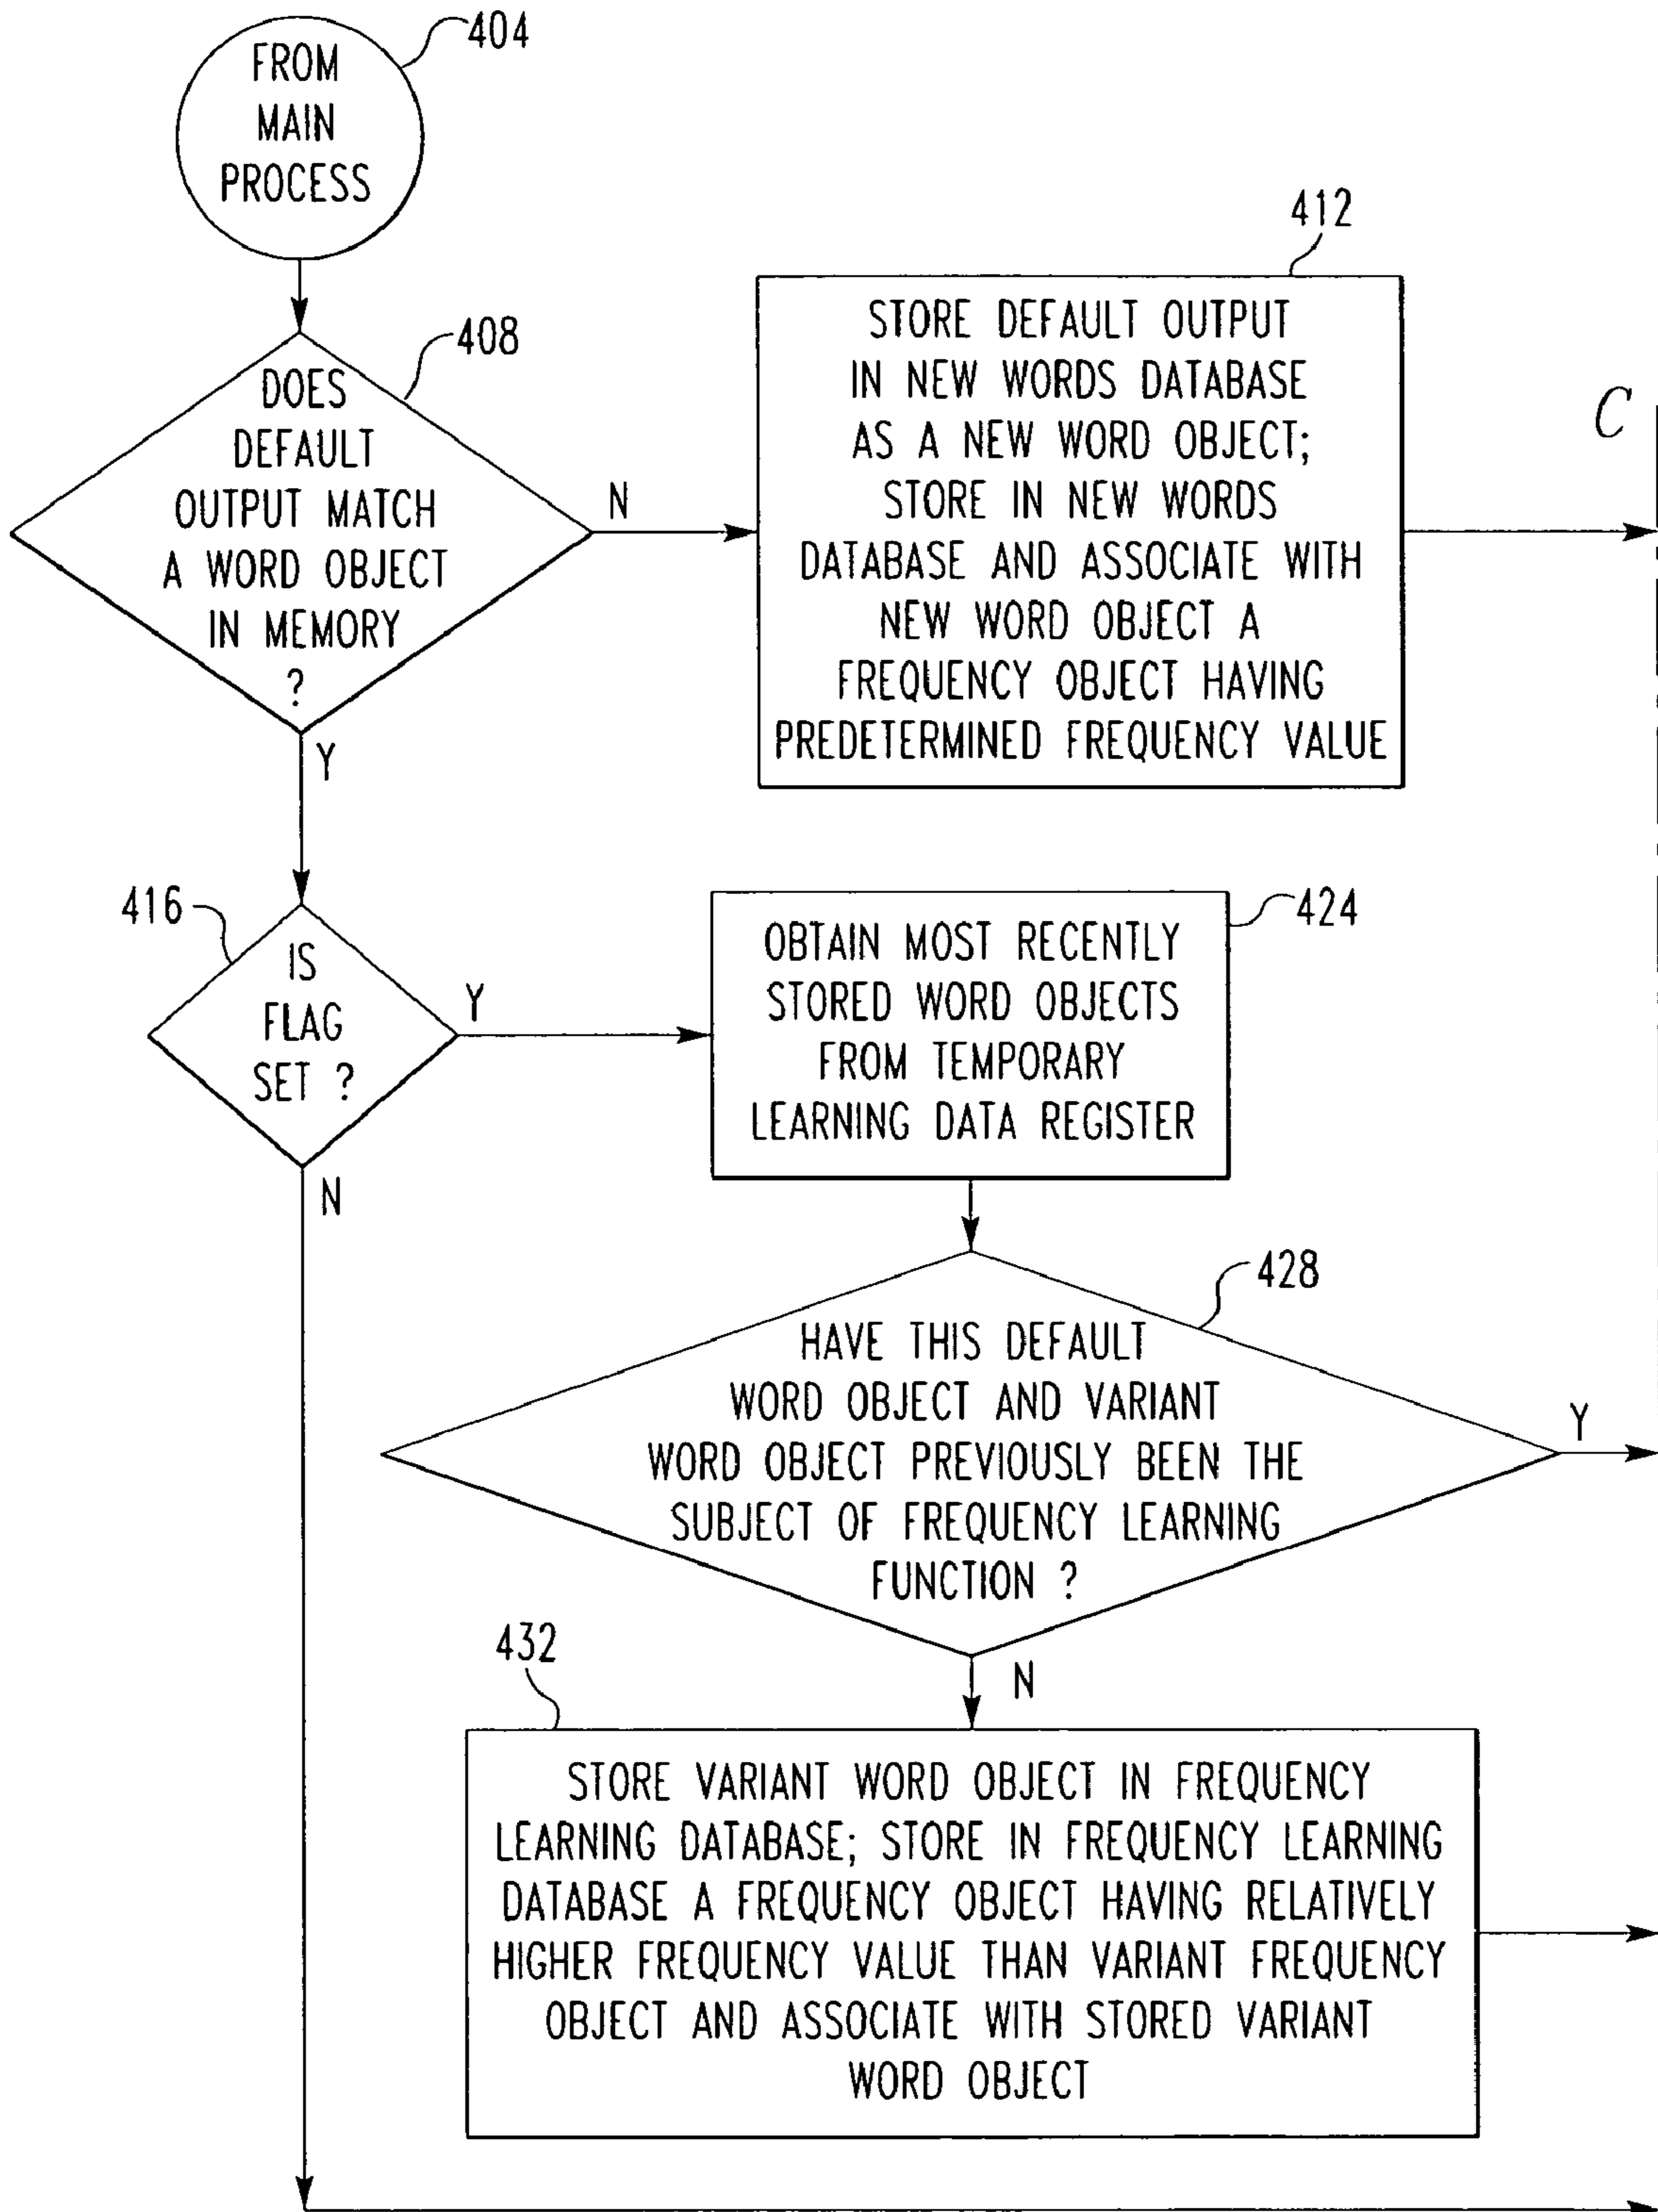 404
FROM
MAIN
PROCESS
408
DOES
DEFAULT
OUTPUT MATCH
A WORD OBJECT
IN MEMORY
?
N
Y
412
STORE DEFAULT OUTPUT
IN NEW WORDS DATABASE
AS A NEW WORD OBJECT;
STORE IN NEW WORDS
DATABASE AND ASSOCIATE WITH
NEW WORD OBJECT A
FREQUENCY OBJECT HAVING
PREDETERMINED FREQUENCY VALUE
C
416
IS
FLAG
SET ?
Y
N
424
OBTAIN MOST RECENTLY
STORED WORD OBJECTS
FROM TEMPORARY
LEARNING DATA REGISTER
428
HAVE THIS DEFAULT
WORD OBJECT AND VARIANT
WORD OBJECT PREVIOUSLY BEEN THE
SUBJECT OF FREQUENCY LEARNING
FUNCTION ?
Y
N
432
STORE VARIANT WORD OBJECT IN FREQUENCY
LEARNING DATABASE; STORE IN FREQUENCY LEARNING
DATABASE A FREQUENCY OBJECT HAVING RELATIVELY
HIGHER FREQUENCY VALUE THAN VARIANT FREQUENCY
OBJECT AND ASSOCIATE WITH STORED VARIANT
WORD OBJECT